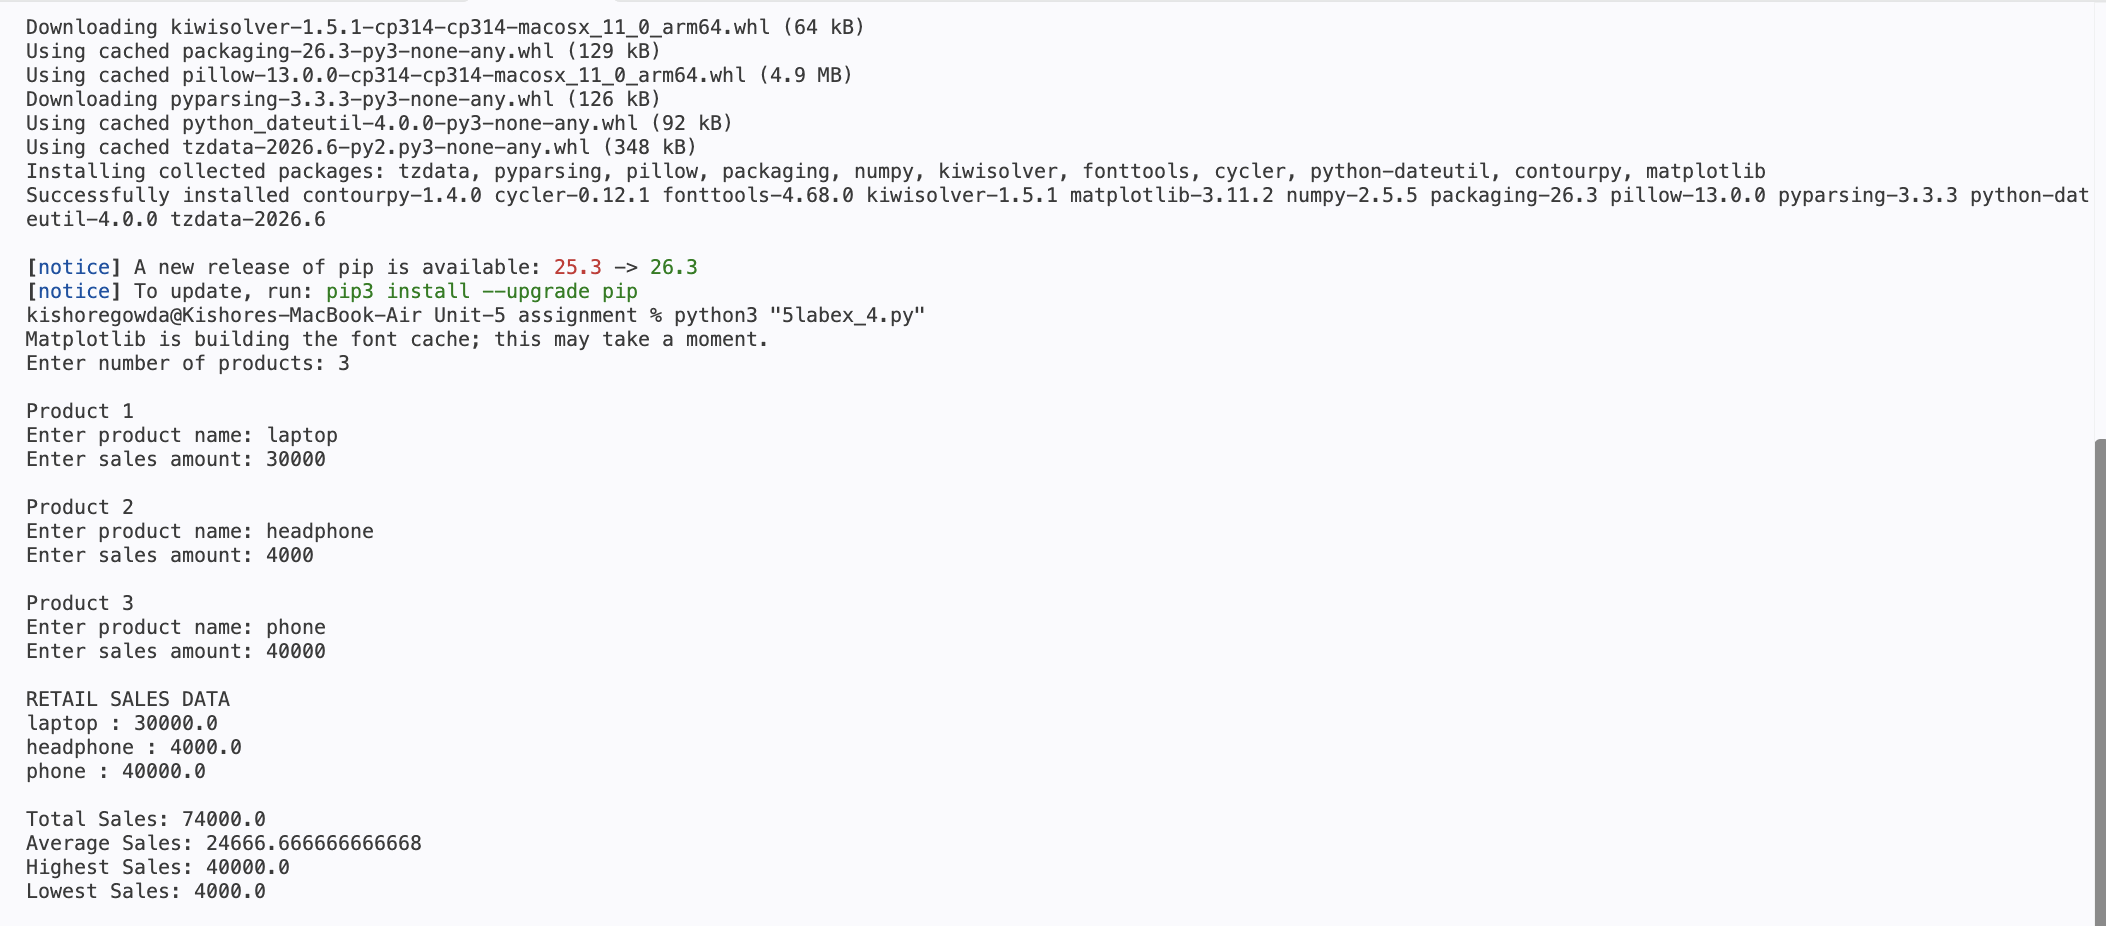 Downloading kiwisolver-1.5.1-cp314-cp314-macosx_11_0_arm64.whl (64 kB)
Using cached packaging-26.3-py3-none-any.whl (129 kB)
Using cached pillow-13.0.0-cp314-cp314-macosx_11_0_arm64.whl (4.9 MB)
Downloading pyparsing-3.3.3-py3-none-any.whl (126 kB)
Using cached python_dateutil-4.0.0-py3-none-any.whl (92 kB)
Using cached tzdata-2026.6-py2.py3-none-any.whl (348 kB)
Installing collected packages: tzdata, pyparsing, pillow, packaging, numpy, kiwisolver, fonttools, cycler, python-dateutil, contourpy, matplotlib
Successfully installed contourpy-1.4.0 cycler-0.12.1 fonttools-4.68.0 kiwisolver-1.5.1 matplotlib-3.11.2 numpy-2.5.5 packaging-26.3 pillow-13.0.0 pyparsing-3.3.3 python-dat
eutil-4.0.0 tzdata-2026.6
[notice] A new release of pip is available: 25.3 -> 26.3
[notice] To update, run: pip3 install --upgrade pip
kishoregowda@Kishores-MacBook-Air Unit-5 assignment % python3 "5labex_4.py"
Matplotlib is building the font cache; this may take a moment.
Enter number of products: 3
Product 1
Enter product name: laptop
Enter sales amount: 30000
Product 2
Enter product name: headphone
Enter sales amount: 4000
Product 3
Enter product name: phone
Enter sales amount: 40000
RETAIL SALES DATA
laptop : 30000.0
headphone : 4000.0
phone : 40000.0
Total Sales: 74000.0
Average Sales: 24666.666666666668
Highest Sales: 40000.0
Lowest Sales: 4000.0